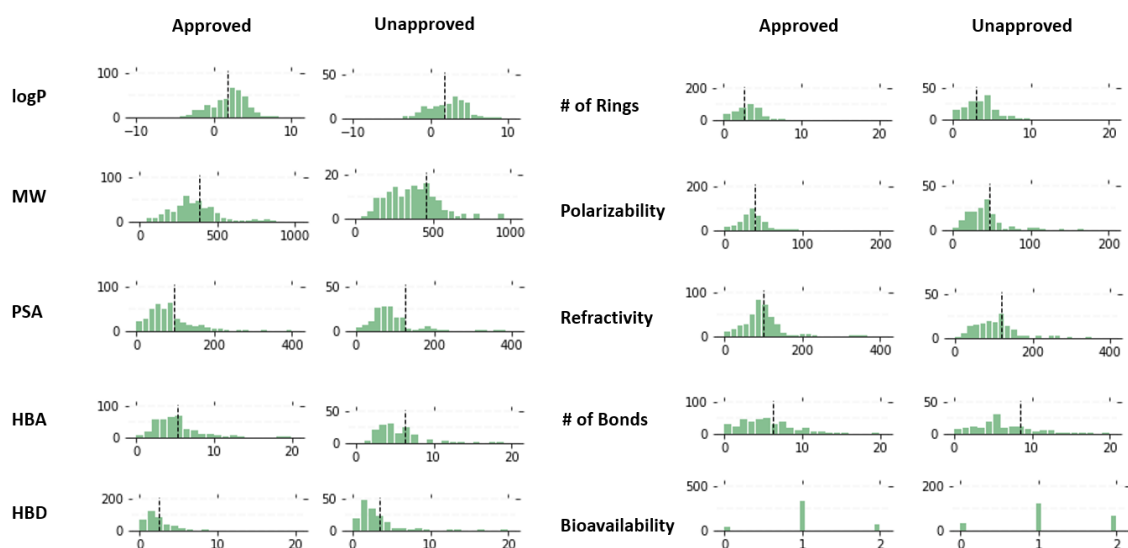 Approved Unapproved Approved Unapproved
logP
100
0
−10 0 10
50
0
−10 0 10
# of Rings
200
100
0
0 10 20
50
0
0 10 20
MW
100
0
0 500 1000
20
10
0
0 500 1000
Polarizability
200
0
0 100 200
50
0
0 100 200
PSA
100
0
0 200 400
50
0
0 200 400
Refractivity
100
0
0 200 400
50
0
0 200 400
HBA
100
0
0 10 20
50
0
0 10 20
# of Bonds
100
0
0 10 20
50
0
0 10 20
HBD
200
0
0 10 20
50
0
0 10 20
Bioavailability
500
0
0 1 2
200
0
0 1 2